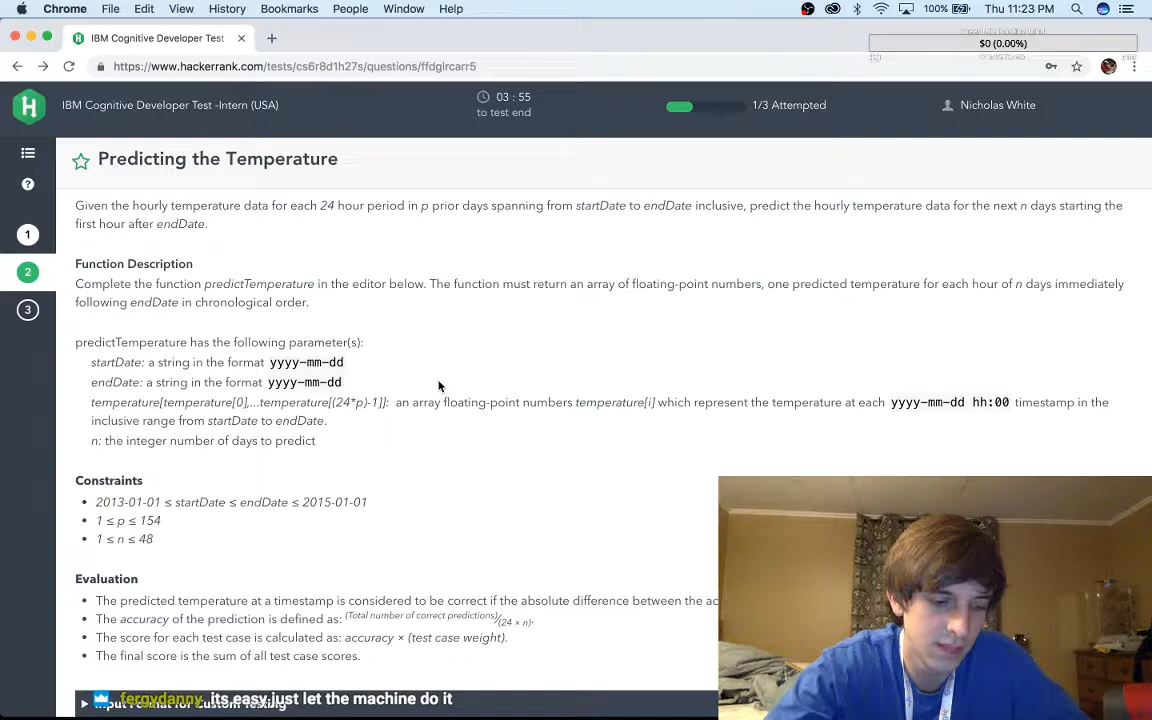 Chrome File Edit View History Bookmarks People Window Help 100% Thu 11:23 PM
IBM Cognitive Developer Test
$0 (0.00%)
https://www.hackerrank.com/tests/cs6r8d1h27s/questions/ffdglrcarr5
IBM Cognitive Developer Test -Intern (USA)
03 : 55
to test end
1/3 Attempted
Nicholas White
Predicting the Temperature
Given the hourly temperature data for each 24 hour period in p prior days spanning from startDate to endDate inclusive, predict the hourly temperature data for the next n days starting the
first hour after endDate.
1
Function Description
2
Complete the function predictTemperature in the editor below. The function must return an array of floating-point numbers, one predicted temperature for each hour of n days immediately
following endDate in chronological order.
3
predictTemperature has the following parameter(s):
startDate: a string in the format yyyy-mm-dd
endDate: a string in the format yyyy-mm-dd
temperature[temperature[0],...temperature[(24*p)-1]]: an array floating-point numbers temperature[i] which represent the temperature at each yyyy-mm-dd hh:00 timestamp in the
inclusive range from startDate to endDate.
n: the integer number of days to predict
Constraints
• 2013-01-01 ≤ startDate ≤ endDate ≤ 2015-01-01
• 1 ≤ p ≤ 154
• 1 ≤ n ≤ 48
Evaluation
• The predicted temperature at a timestamp is considered to be correct if the absolute difference between the
• The accuracy of the prediction is defined as: (Total number of correct predictions)/(24 × n).
• The score for each test case is calculated as: accuracy × (test case weight).
• The final score is the sum of all test case scores.
fergydanny its easy just let the machine do it
Input Format for Custom Testing